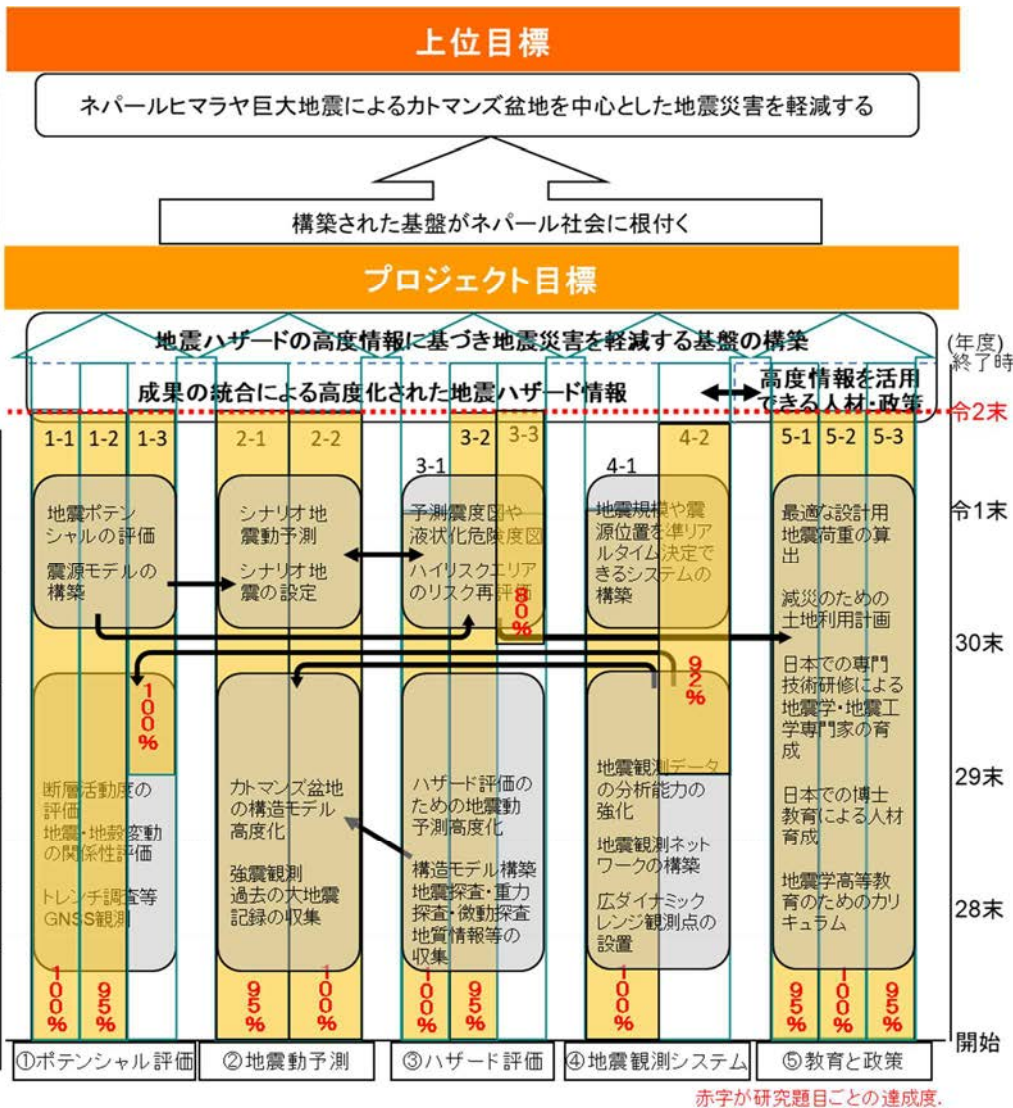 上位目標
ネパールヒマラヤ巨大地震によるカトマンズ盆地を中心とした地震災害を軽減する
構築された基盤がネパール社会に根付く
プロジェクト目標
地震ハザードの高度情報に基づき地震災害を軽減する基盤の構築
(年度)
終了時
成果の統合による高度化された地震ハザード情報
高度情報を活用
できる人材・政策
令2末
1-1
1-2
1-3
2-1
2-2
3-1
3-2
3-3
4-1
4-2
5-1
5-2
5-3
地震ポテン
シャルの評価
震源モデルの
構築
シナリオ地
震動予測
シナリオ地
震の設定
予測震度図や
液状化危険度図
ハイリスクエリア
のリスク再評価
80%
地震規模や震
源位置を準リア
ルタイム決定で
きるシステムの
構築
92%
最適な設計用
地震荷重の算
出
減災のための
土地利用計画
日本での専門
技術研修による
地震学・地震工
学専門家の育
成
日本での博士
教育による人材
育成
地震学高等教
育のためのカリ
キュラム
令1末
30末
29末
28末
開始
100%
断層活動度の
評価
地震・地殻変動
の関係性評価
トレンチ調査等
GNSS観測
カトマンズ盆地
の構造モデル
高度化
強震観測
過去の大地震
記録の収集
ハザード評価の
ための地震動
予測高度化
構造モデル構築
地震探査・重力
探査・微動探査
地質情報等の
収集
地震観測データ
の分析能力の
強化
地震観測ネット
ワークの構築
広ダイナミック
レンジ観測点の
設置
100%
95%
95%
100%
100%
95%
100%
95%
100%
95%
①ポテンシャル評価
②地震動予測
③ハザード評価
④地震観測システム
⑤教育と政策
赤字が研究題目ごとの達成度.